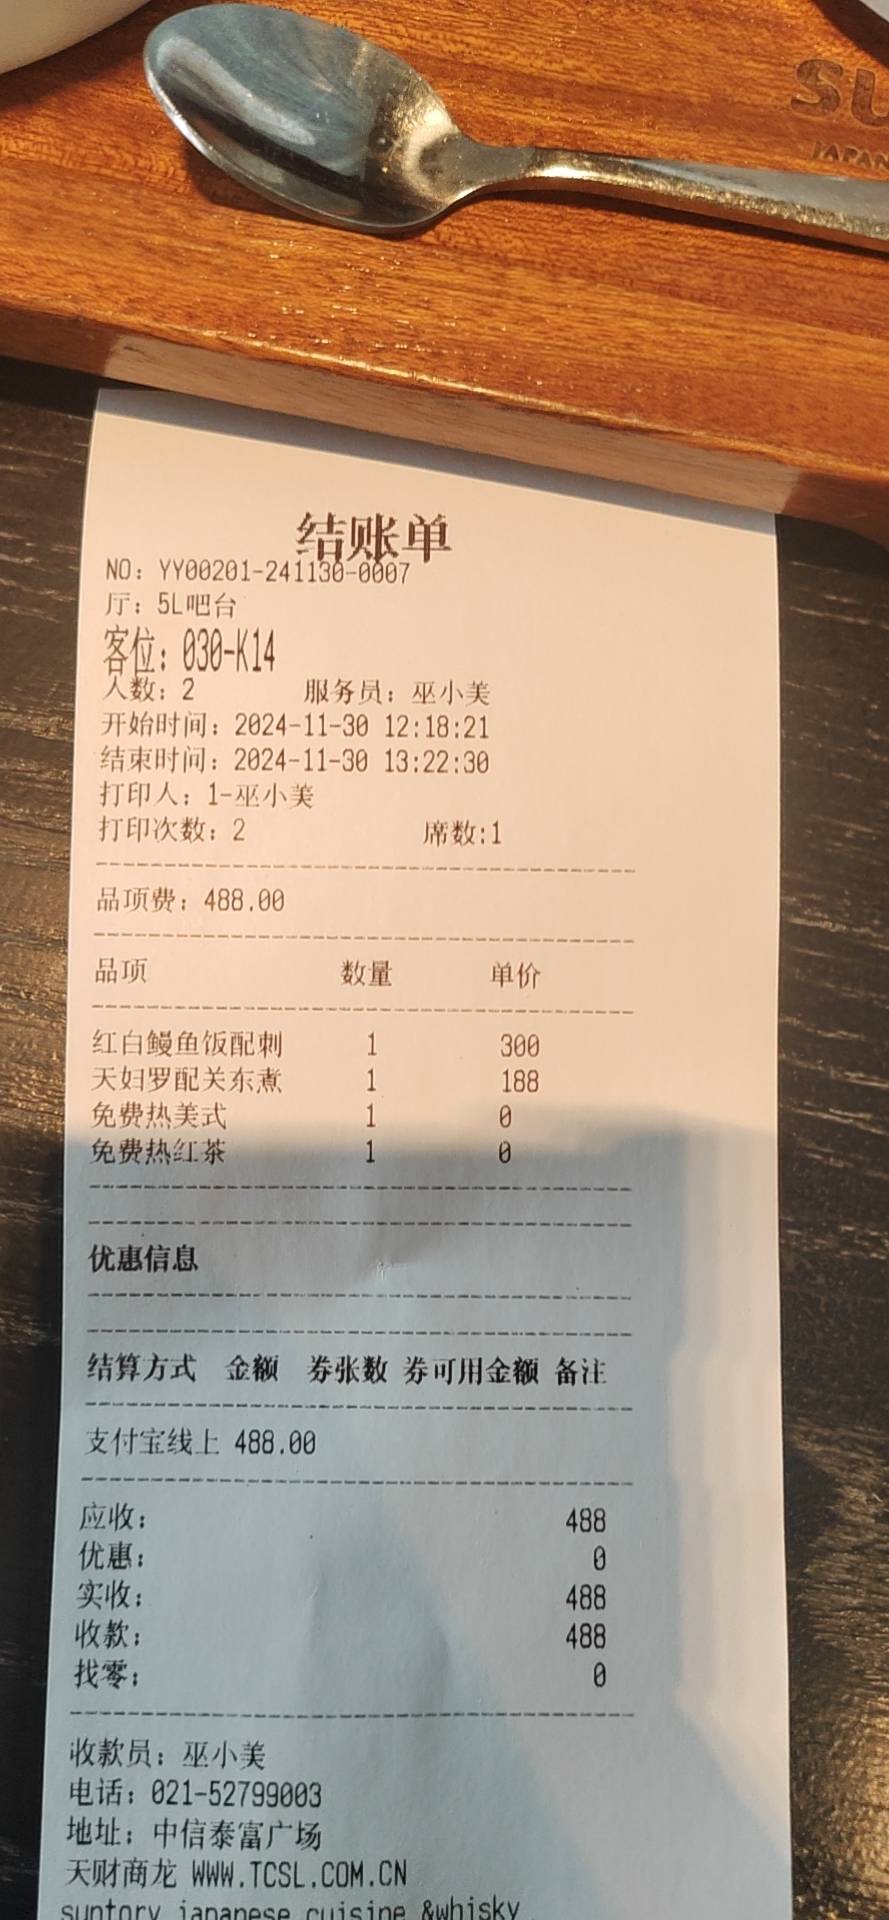 SU
JAPAN
结账单
NO: YY00201-241130-0007
厅: 5L吧台
客位: 030-K14
人数: 2 服务员: 巫小美
开始时间: 2024-11-30 12:18:21
结束时间: 2024-11-30 13:22:30
打印人: 1-巫小美
打印次数: 2 席数:1
品项费: 488.00
品项 数量 单价
红白鳗鱼饭配刺 1 300
天妇罗配关东煮 1 188
免费热美式 1 0
免费热红茶 1 0
优惠信息
结算方式 金额 券张数 券可用金额 备注
支付宝线上 488.00
应收: 488
优惠: 0
实收: 488
收款: 488
找零: 0
收款员: 巫小美
电话: 021-52799003
地址: 中信泰富广场
天财商龙 WWW.TCSL.COM.CN
suntory japanese cuisine &whisky